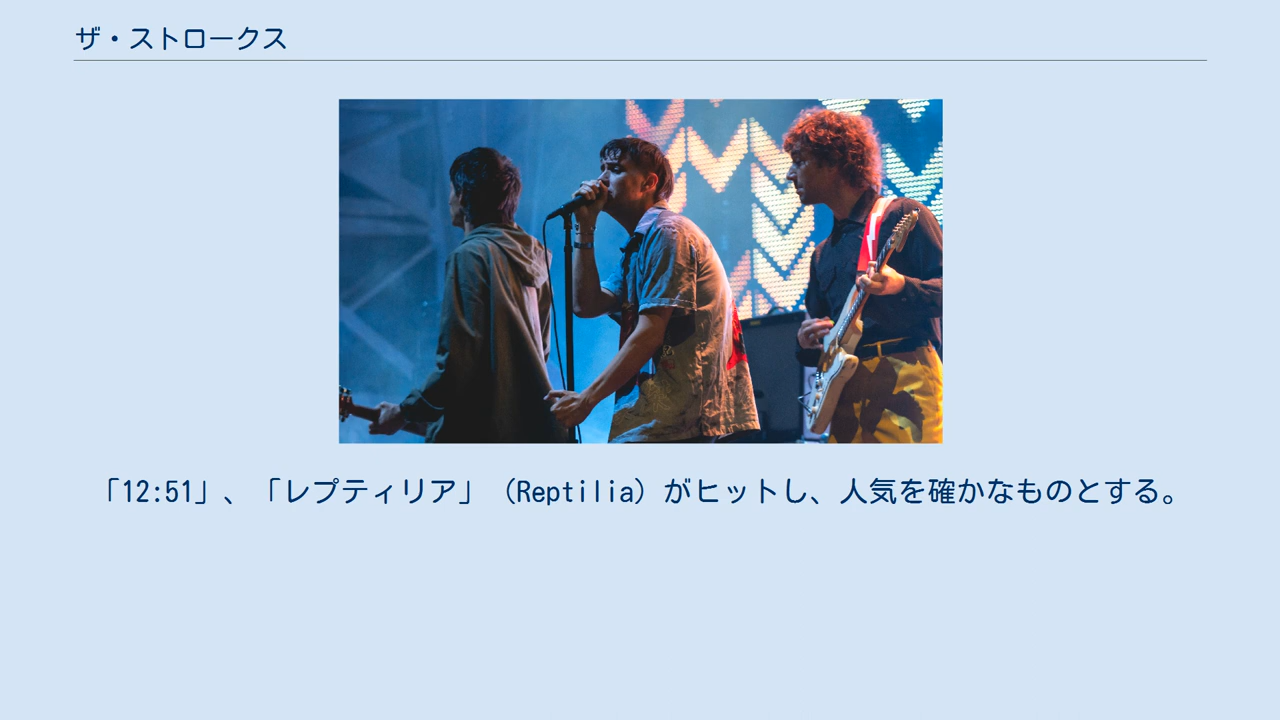 ザ・ストロークス
「12:51」、「レプティリア」（Reptilia）がヒットし、人気を確かなものとする。